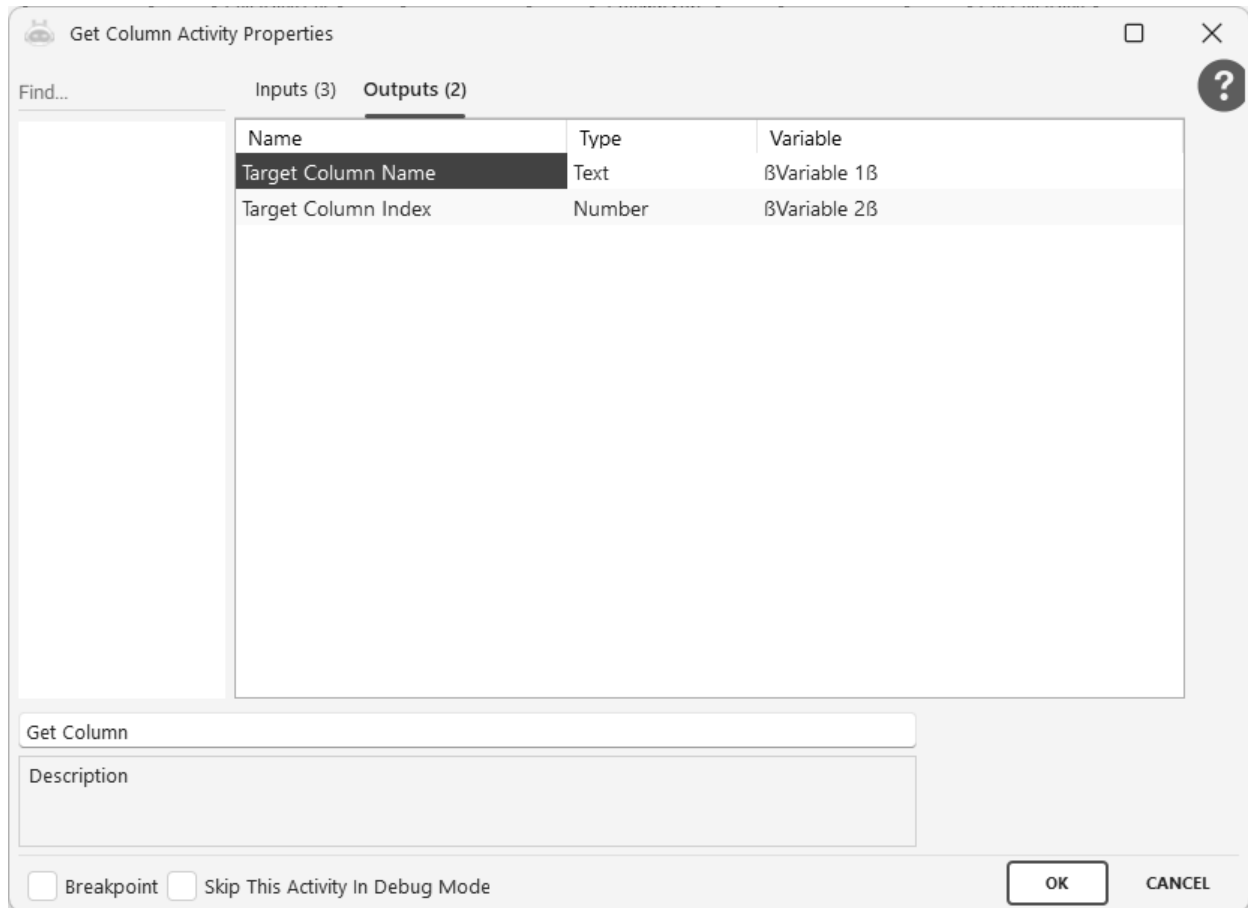 Get Column Activity Properties
Find...
Inputs (3) Outputs (2)
?
Name Type Variable
Target Column Name Text ßVariable 1ß
Target Column Index Number ßVariable 2ß
Get Column
Description
Breakpoint Skip This Activity In Debug Mode OK CANCEL